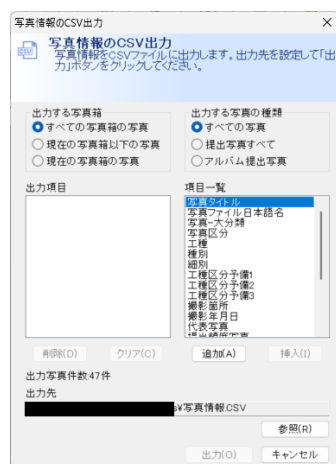 写真情報のCSV出力
写真情報のCSV出力
写真情報をCSVファイルに出力します。出力先を設定して「出
力」ボタンをクリックしてください。
出力する写真箱
すべての写真箱の写真
現在の写真箱以下の写真
現在の写真箱の写真
出力する写真の種類
すべての写真
提出写真すべて
アルバム提出写真
出力項目
項目一覧
写真タイトル
写真ファイル日本語名
写真-大分類
写真区分
工種
種別
細別
工種区分予備1
工種区分予備2
工種区分予備3
撮影箇所
撮影年月日
代表写真
提出頻度写真
削除(D)
クリア(C)
追加(A)
挿入(I)
出力写真件数:47件
出力先
¥写真情報.CSV
参照(R)
出力(O)
キャンセル